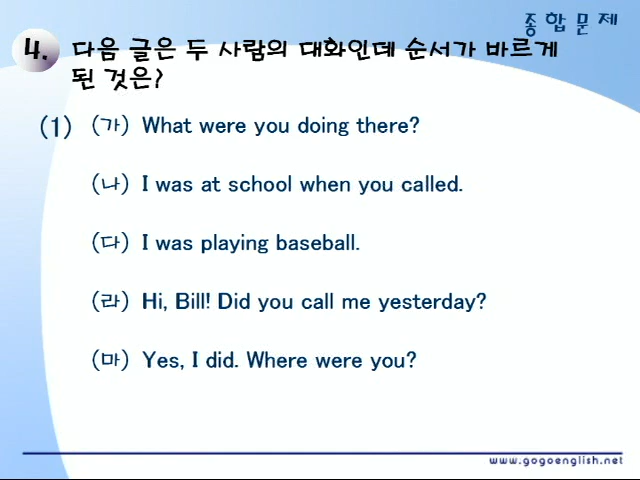 종합문제
4. 다음 글은 두 사람의 대화인데 순서가 바르게
된 것은?
(1) (가) What were you doing there?
(나) I was at school when you called.
(다) I was playing baseball.
(라) Hi, Bill! Did you call me yesterday?
(마) Yes, I did. Where were you?
www.gogoenglish.net